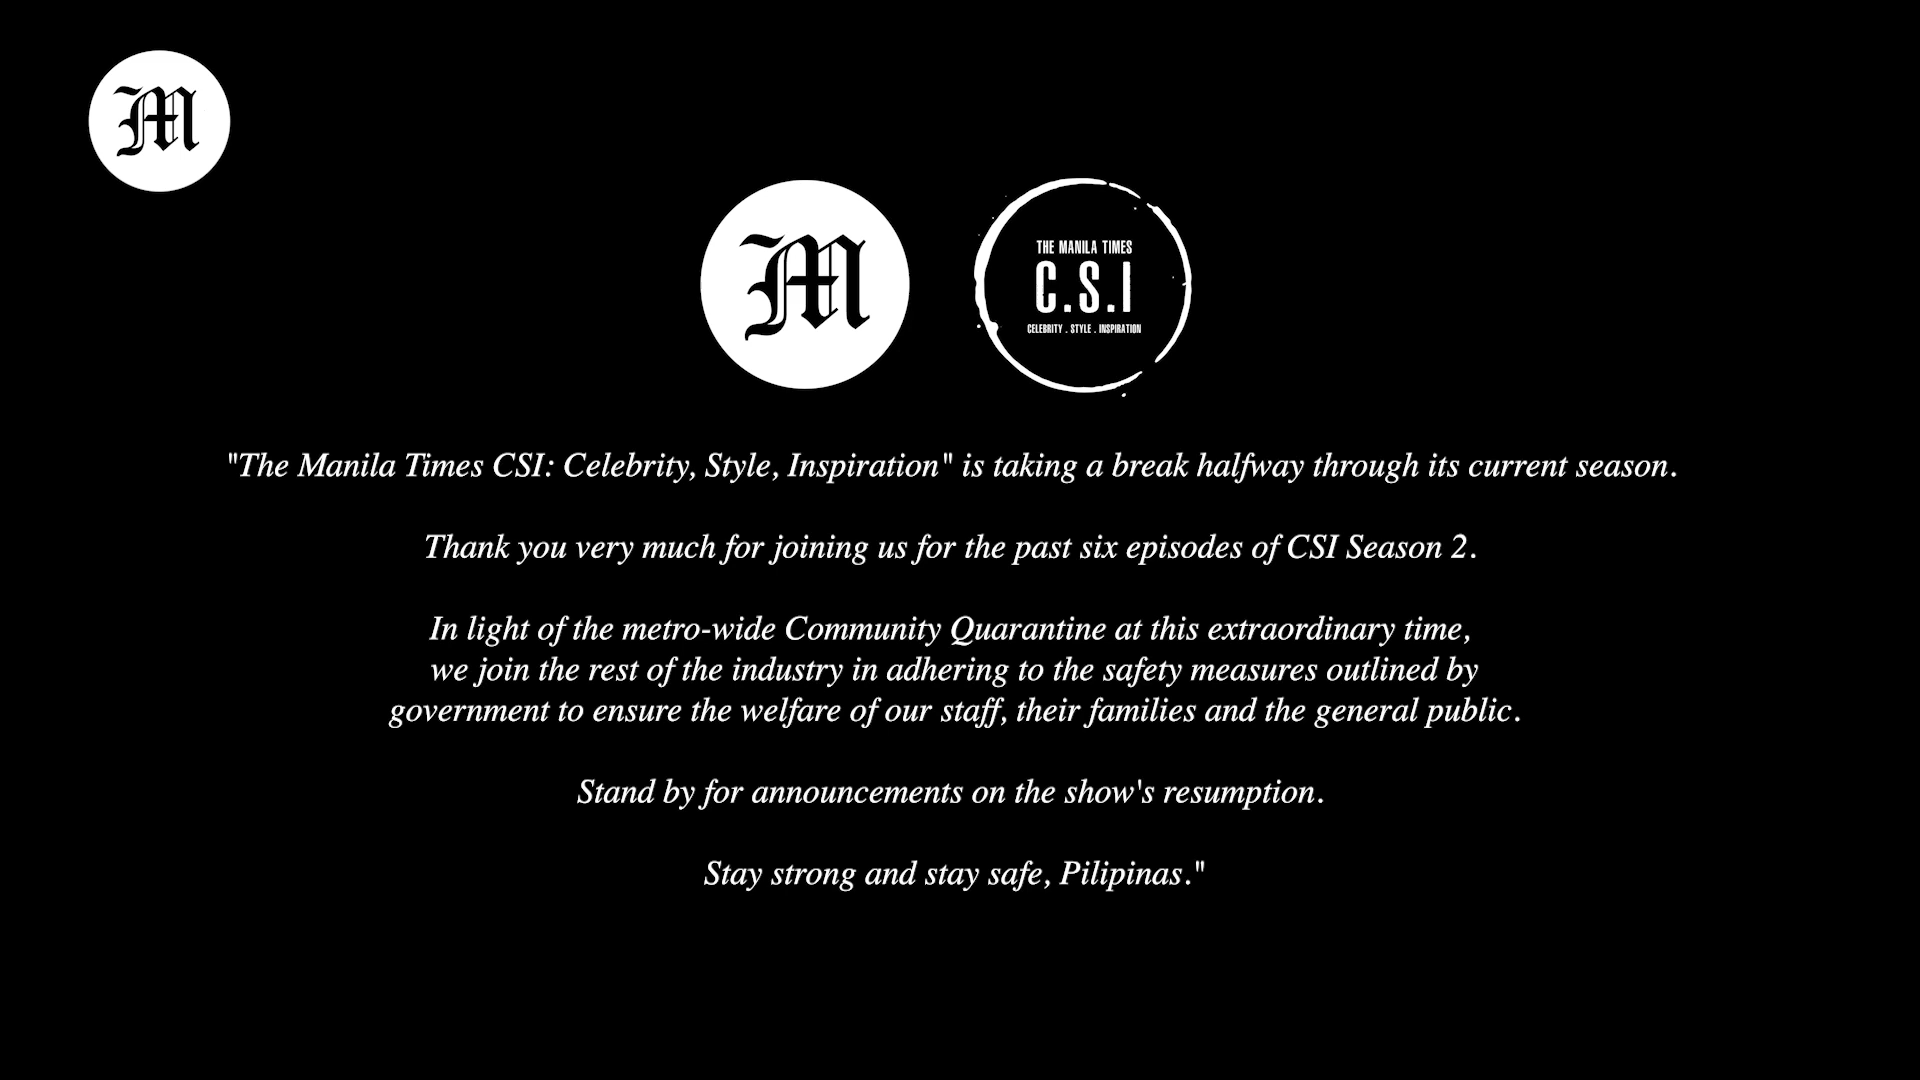 M
M
THE MANILA TIMES
C.S.I
CELEBRITY . STYLE . INSPIRATION
"The Manila Times CSI: Celebrity, Style, Inspiration" is taking a break halfway through its current season.
Thank you very much for joining us for the past six episodes of CSI Season 2.
In light of the metro-wide Community Quarantine at this extraordinary time,
we join the rest of the industry in adhering to the safety measures outlined by
government to ensure the welfare of our staff, their families and the general public.
Stand by for announcements on the show's resumption.
Stay strong and stay safe, Pilipinas."